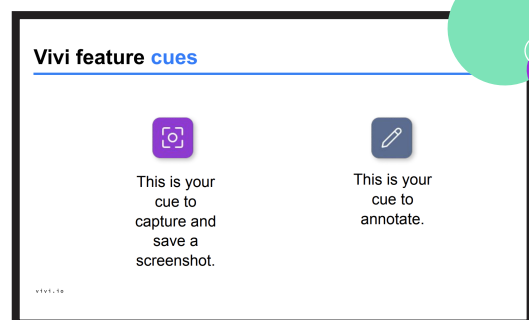 Vivi feature cues
This is your
cue to
capture and
save a
screenshot.
This is your
cue to
annotate.
vivi.io